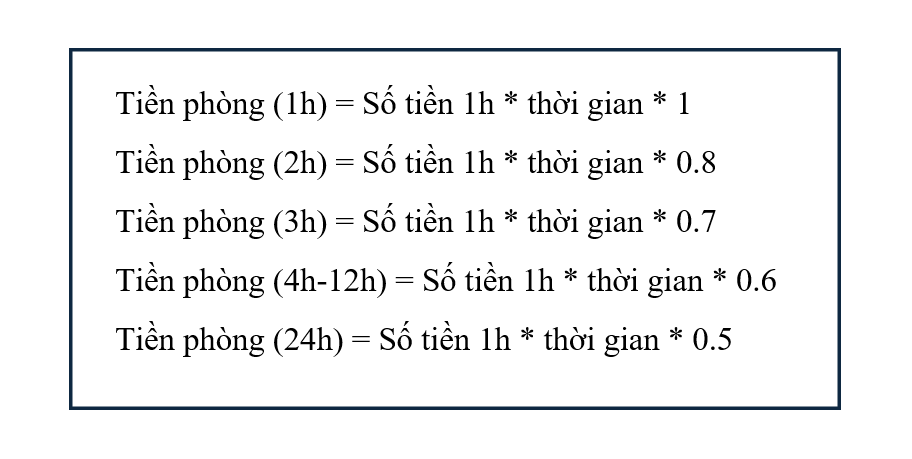 Tiền phòng (1h) = Số tiền 1h * thời gian * 1
Tiền phòng (2h) = Số tiền 1h * thời gian * 0.8
Tiền phòng (3h) = Số tiền 1h * thời gian * 0.7
Tiền phòng (4h-12h) = Số tiền 1h * thời gian * 0.6
Tiền phòng (24h) = Số tiền 1h * thời gian * 0.5